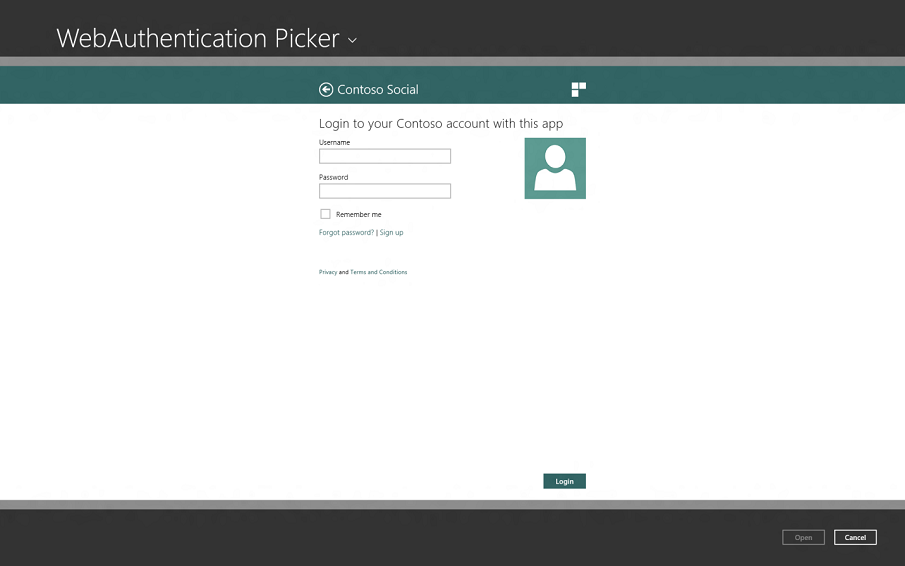 WebAuthentication Picker
Contoso Social
Login to your Contoso account with this app
Username
Password
Remember me
Forgot password? | Sign up
Privacy and Terms and Conditions
Login
Open Cancel